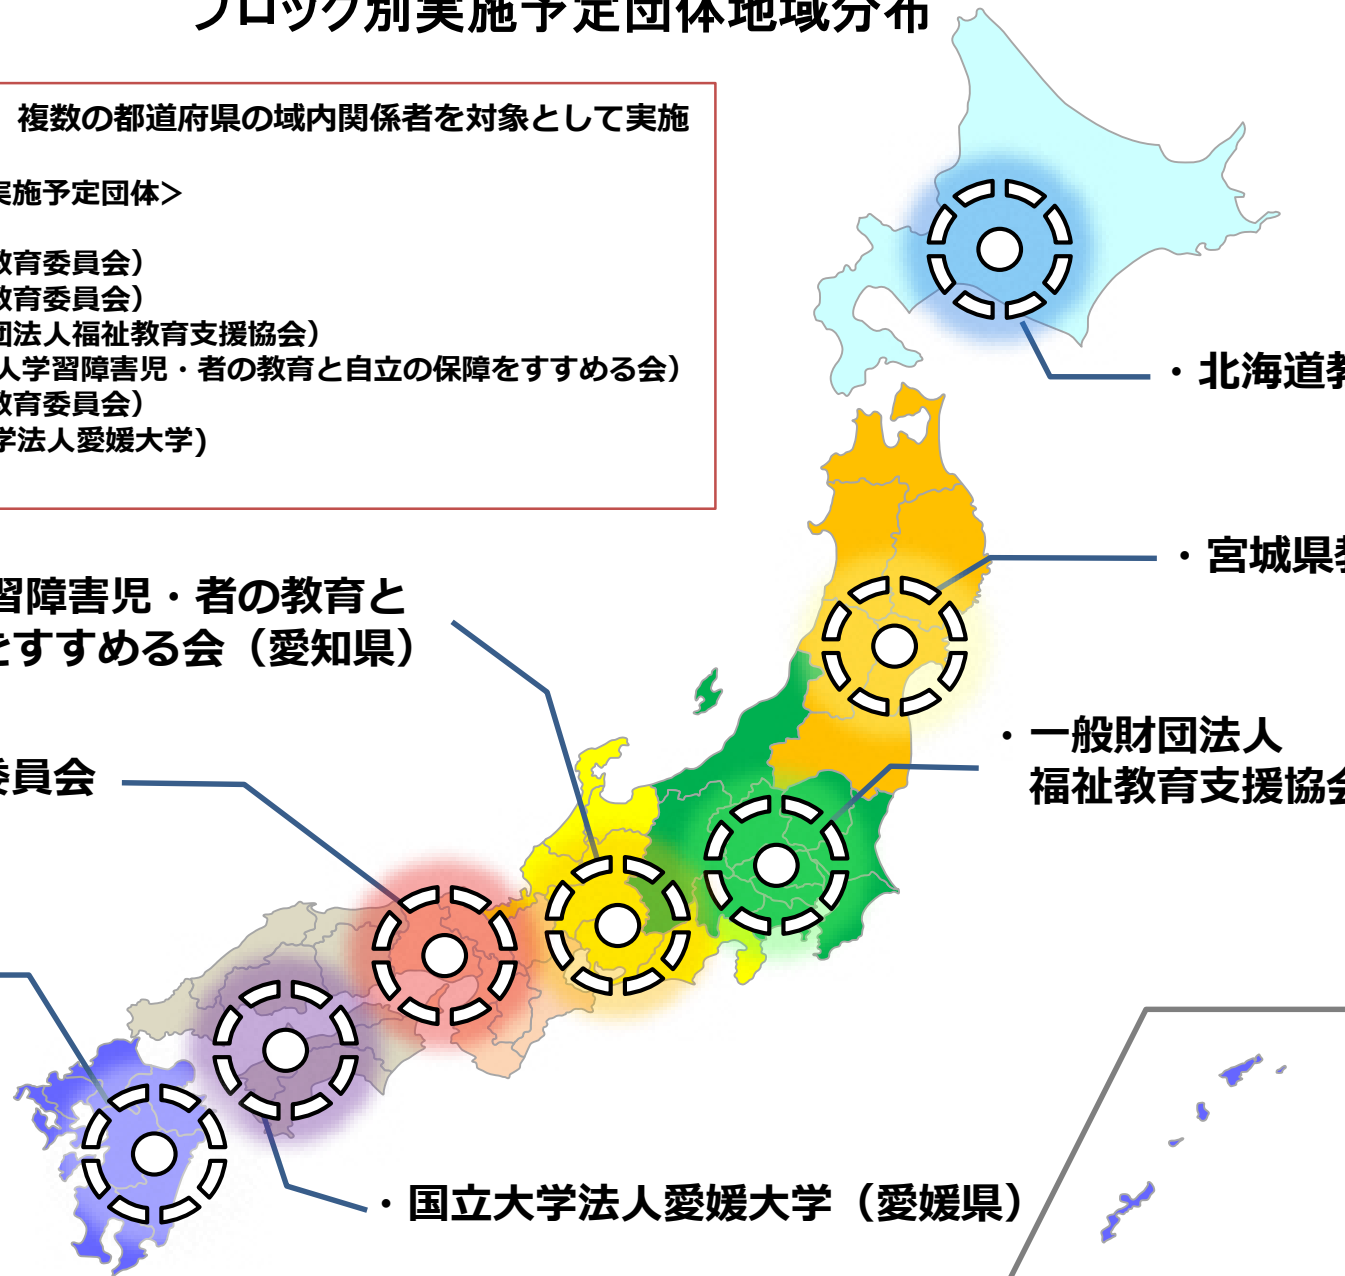 ブロック別実施予定団体地域分布
複数の都道府県の域内関係者を対象として実施
実施予定団体＞
教育委員会）
教育委員会）
団法人福祉教育支援協会）
人学習障害児・者の教育と自立の保障をすすめる会）
教育委員会）
学法人愛媛大学)
・北海道教
・宮城県教
習障害児・者の教育と
をすすめる会（愛知県）
・一般財団法人
福祉教育支援協会
委員会
・国立大学法人愛媛大学（愛媛県）